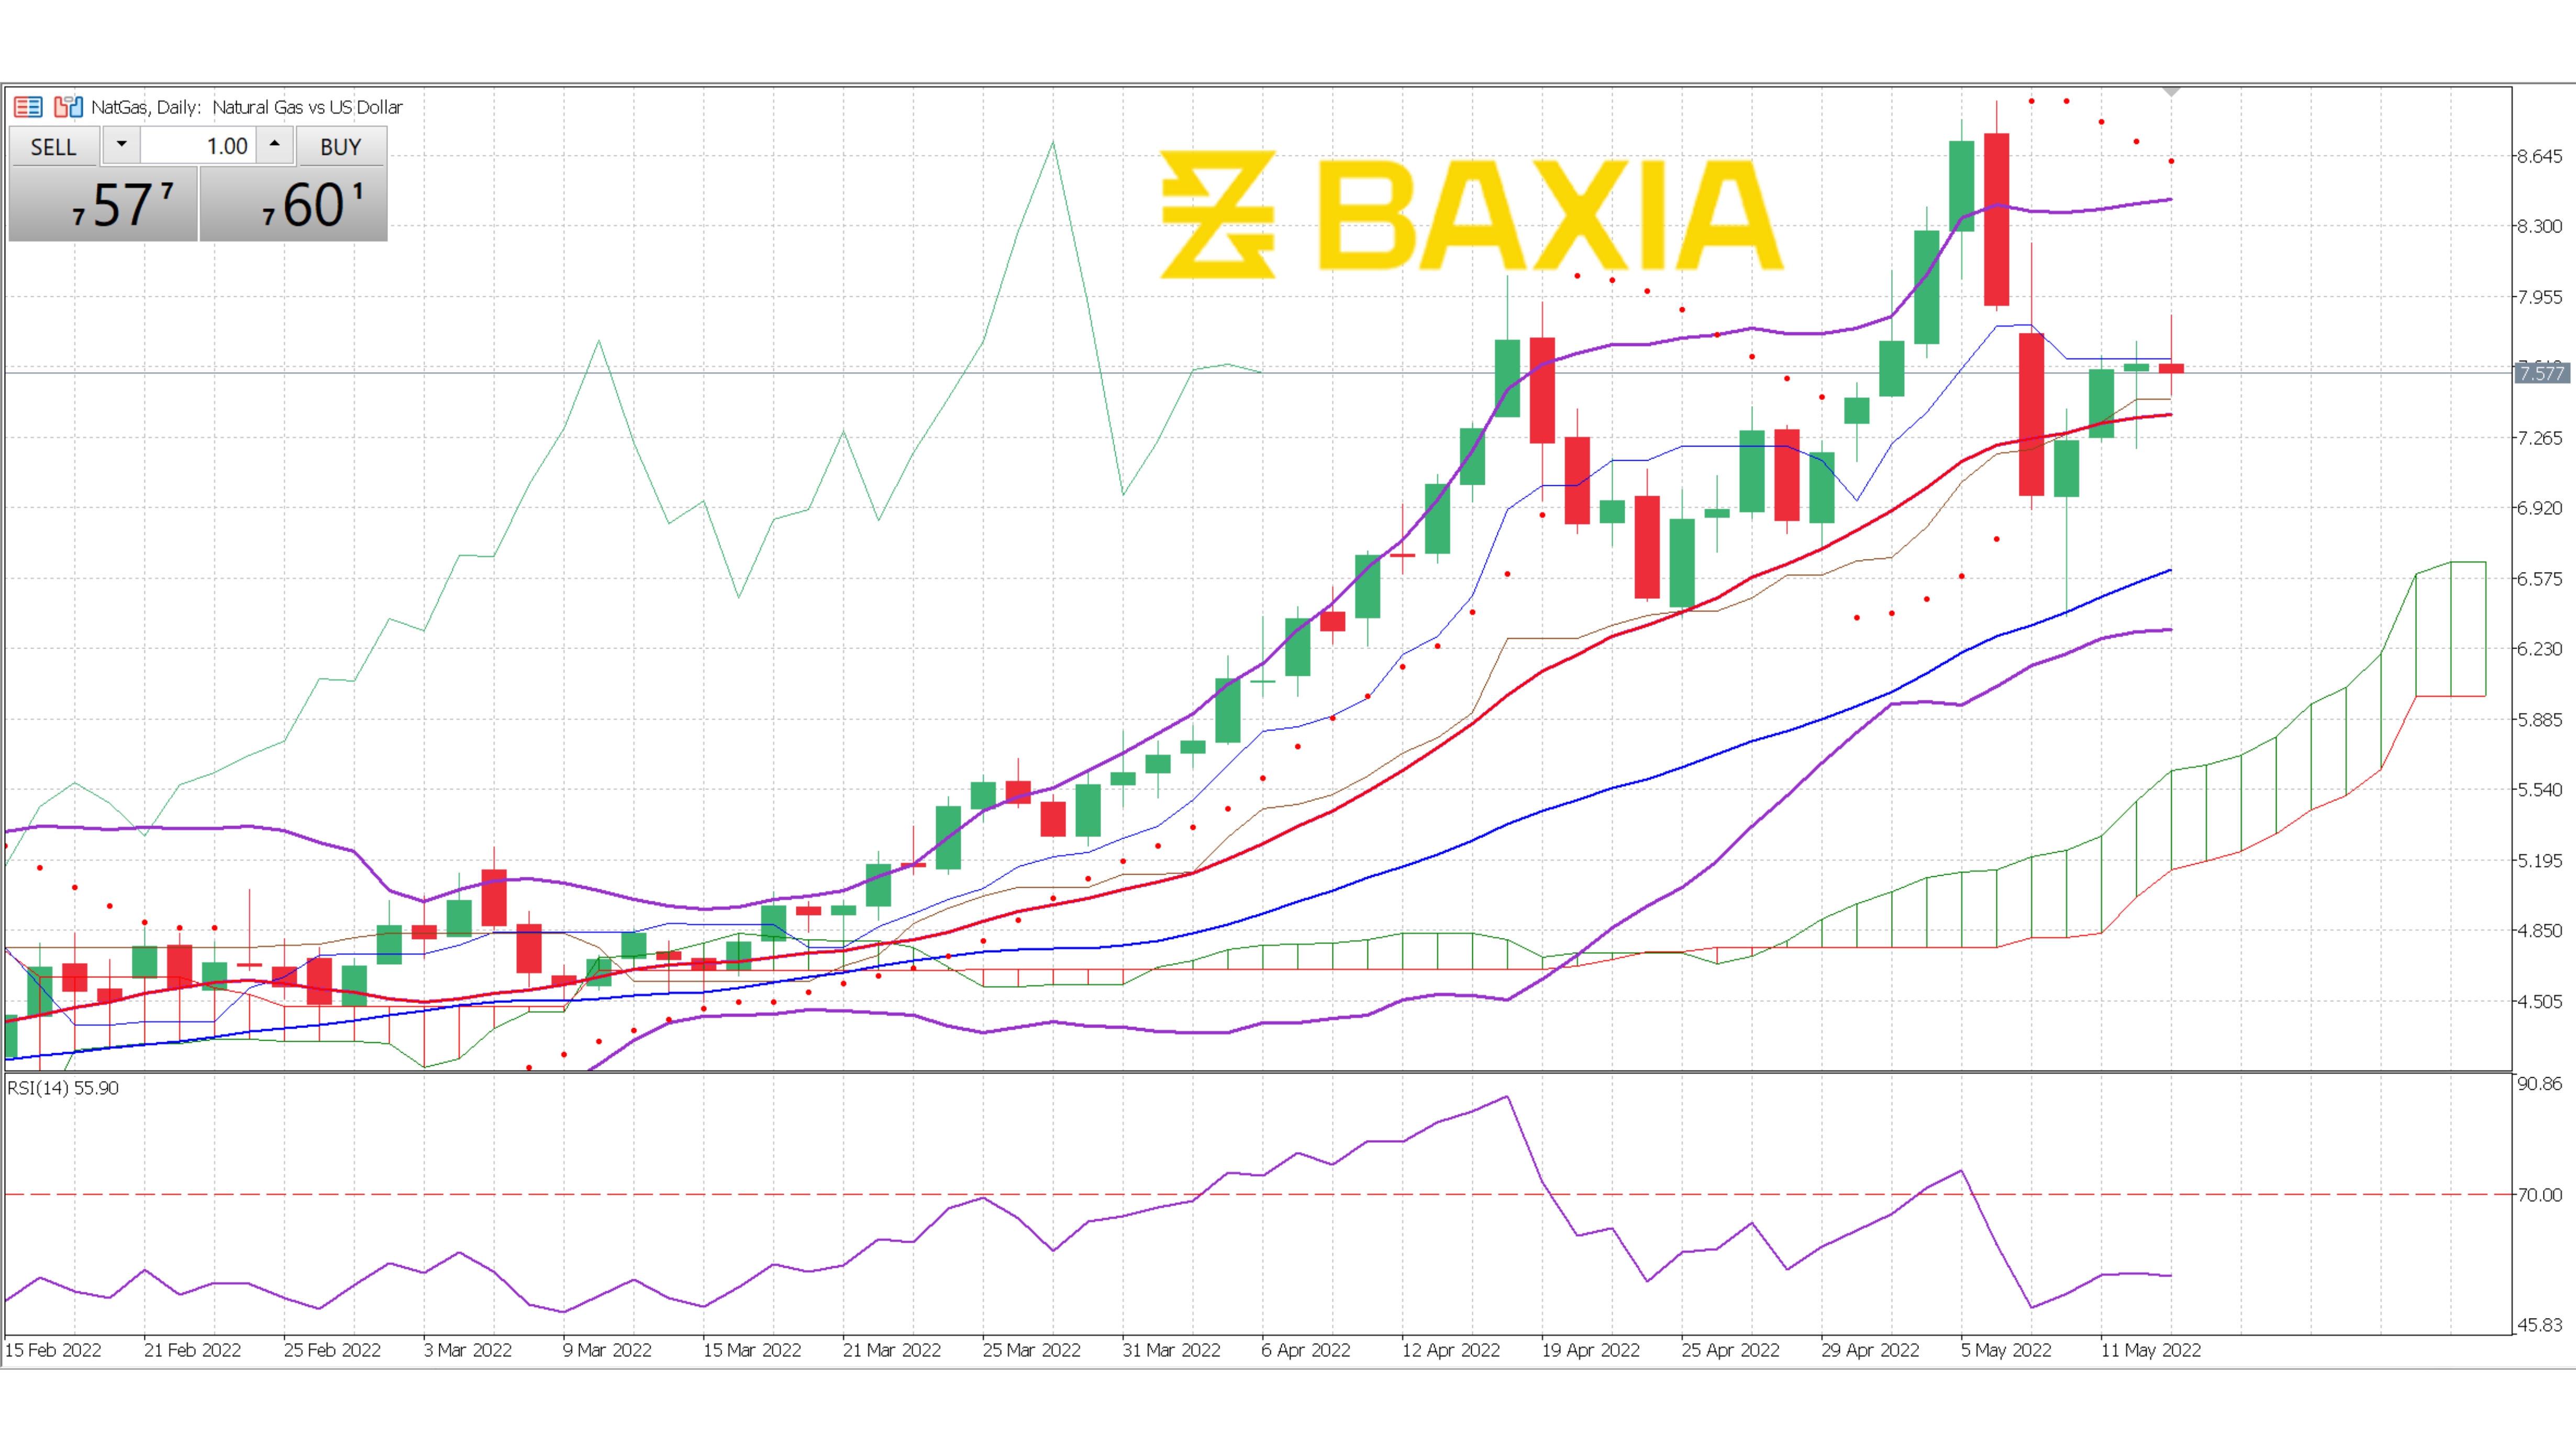 NatGas, Daily: Natural Gas vs US Dollar
SELL 1.00 BUY
7 57 7 7 60 1
BAXIA
8.645
8.300
7.955
7.577
7.265
6.920
6.575
6.230
5.885
5.540
5.195
4.850
4.505
RSI(14) 55.90
90.86
70.00
45.83
15 Feb 2022 21 Feb 2022 25 Feb 2022 3 Mar 2022 9 Mar 2022 15 Mar 2022 21 Mar 2022 25 Mar 2022 31 Mar 2022 6 Apr 2022 12 Apr 2022 19 Apr 2022 25 Apr 2022 29 Apr 2022 5 May 2022 11 May 2022